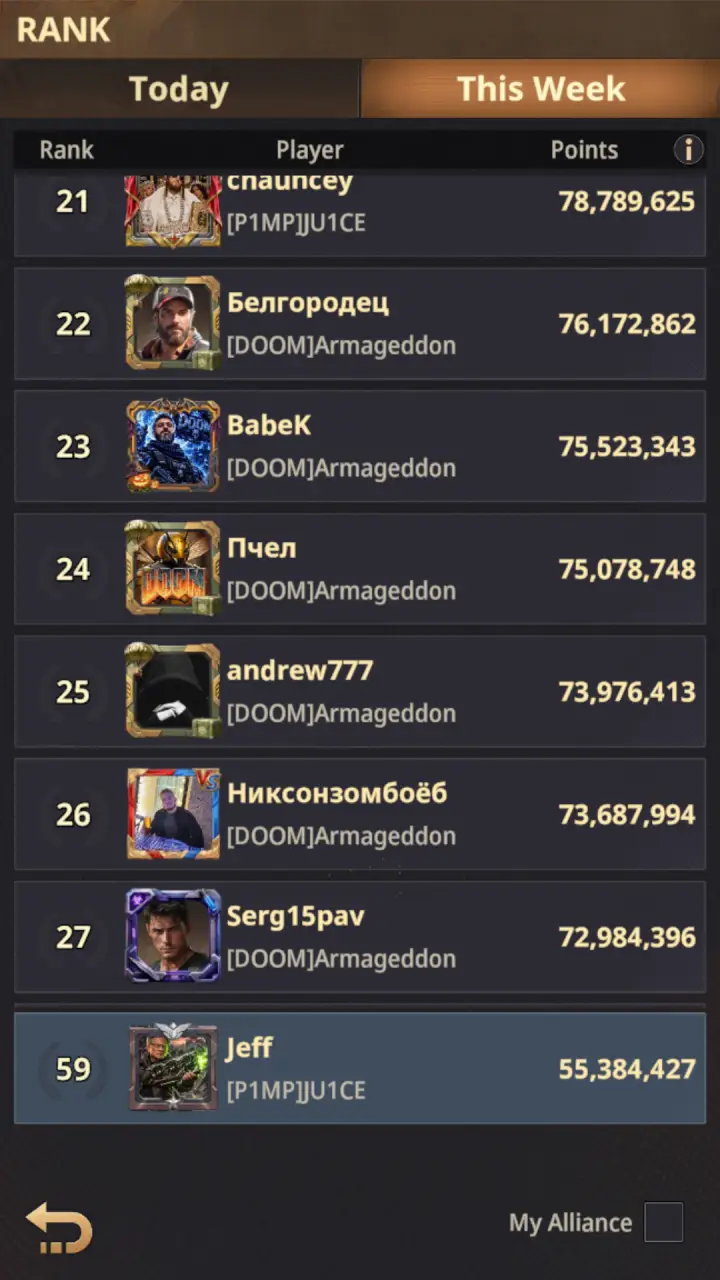 RANK
Today
This Week
Rank
Player
Points
21
chauncey
[P1MP]JU1CE
78,789,625
22
Белгородец
[DOOM]Armageddon
76,172,862
23
BabeK
[DOOM]Armageddon
75,523,343
24
DOOM
Пчел
[DOOM]Armageddon
75,078,748
25
andrew777
[DOOM]Armageddon
73,976,413
26
VS
Никсонзомбоёб
[DOOM]Armageddon
73,687,994
27
Serg15pav
[DOOM]Armageddon
72,984,396
59
Jeff
[P1MP]JU1CE
55,384,427
My Alliance